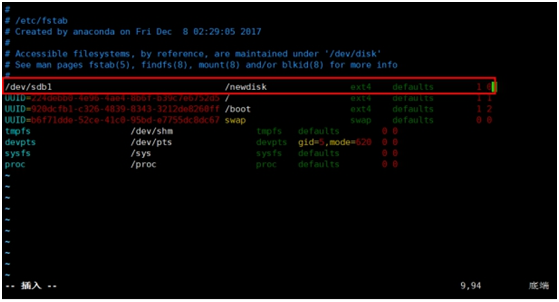 #
# /etc/fstab
# Created by anaconda on Fri Dec  8 02:29:05 2017
#
# Accessible filesystems, by reference, are maintained under '/dev/disk'
# See man pages fstab(5), findfs(8), mount(8) and/or blkid(8) for more info
#
/dev/sdb1 /newdisk ext4 defaults 1 0
/ ext4 defaults 1 1
UUID=920dcfb1-c326-4839-8343-3212de8260ff /boot ext4 defaults 1 2
UUID=b6f71dde-52ce-41c0-95bd-e7755dc0dc67 swap swap defaults 0 0
tmpfs /dev/shm tmpfs defaults 0 0
devpts /dev/pts devpts gid=5,mode=620 0 0
sysfs /sys sysfs defaults 0 0
proc /proc proc defaults 0 0
~
~
~
~
~
~
~
~
-- 插入 -- 9,94 底端